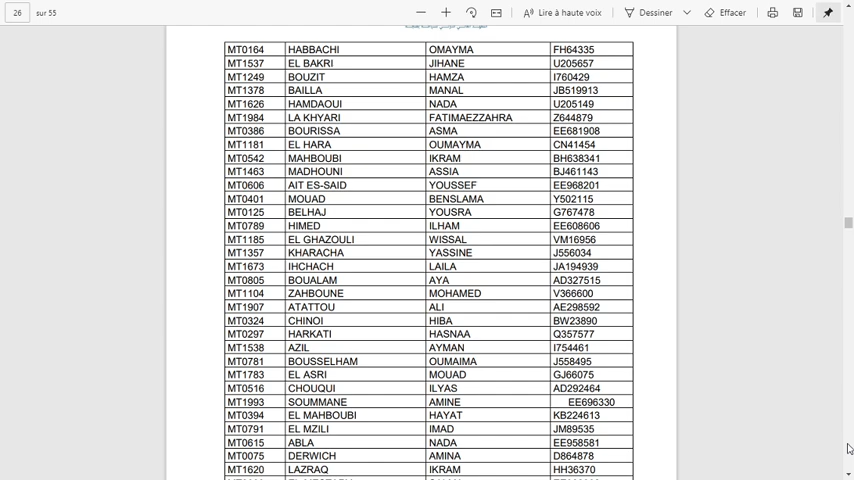 26 sur 55 Lire à haute voix Dessiner Effacer
MT0164 HABBACHI OMAYMA FH64335
MT1537 EL BAKRI JIHANE U205657
MT1249 BOUZIT HAMZA I760429
MT1378 BAILLA MANAL JB519913
MT1626 HAMDAOUI NADA U205149
MT1984 LA KHYARI FATIMAEZZAHRA Z644879
MT0386 BOURISSA ASMA EE681908
MT1181 EL HARA OUMAYMA CN41454
MT0542 MAHBOUBI IKRAM BH638341
MT1463 MADHOUNI ASSIA BJ461143
MT0606 AIT ES-SAID YOUSSEF EE968201
MT0401 MOUAD BENSLAMA Y502115
MT0125 BELHAJ YOUSRA G767478
MT0789 HIMED ILHAM EE608606
MT1185 EL GHAZOULI WISSAL VM16956
MT1357 KHARACHA YASSINE J556034
MT1673 IHCHACH LAILA JA194939
MT0805 BOUALAM AYA AD327515
MT1104 ZAHBOUNE MOHAMED V366600
MT1907 ATATTOU ALI AE298592
MT0324 CHINOI HIBA BW23890
MT0297 HARKATI HASNAA Q357577
MT1538 AZIL AYMAN I754461
MT0781 BOUSSELHAM OUMAIMA J558495
MT1783 EL ASRI MOUAD GJ66075
MT0516 CHOUQUI ILYAS AD292464
MT1993 SOUMMANE AMINE EE696330
MT0394 EL MAHBOUBI HAYAT KB224613
MT0791 EL MZILI IMAD JM89535
MT0615 ABLA NADA EE958581
MT0075 DERWICH AMINA D864878
MT1620 LAZRAQ IKRAM HH36370